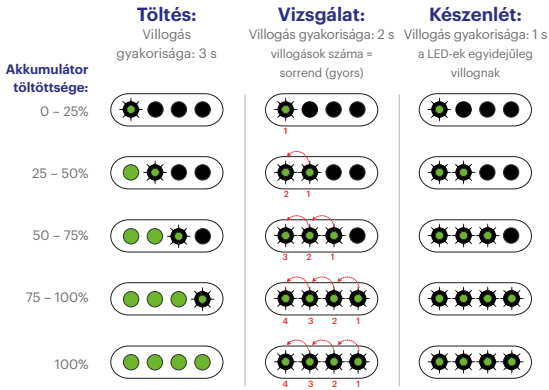 Töltés:
Villogás
gyakorisága: 3 s
Vizsgálat:
Villogás gyakorisága: 2 s
villogások száma =
sorrend (gyors)
Készenlét:
Villogás gyakorisága: 1 s
a LED-ek egyidejűleg
villognak
Akkumulátor
töltöttsége:
0 – 25%
1
25 – 50%
2 1
50 – 75%
3 2 1
75 – 100%
4 3 2 1
100%
4 3 2 1